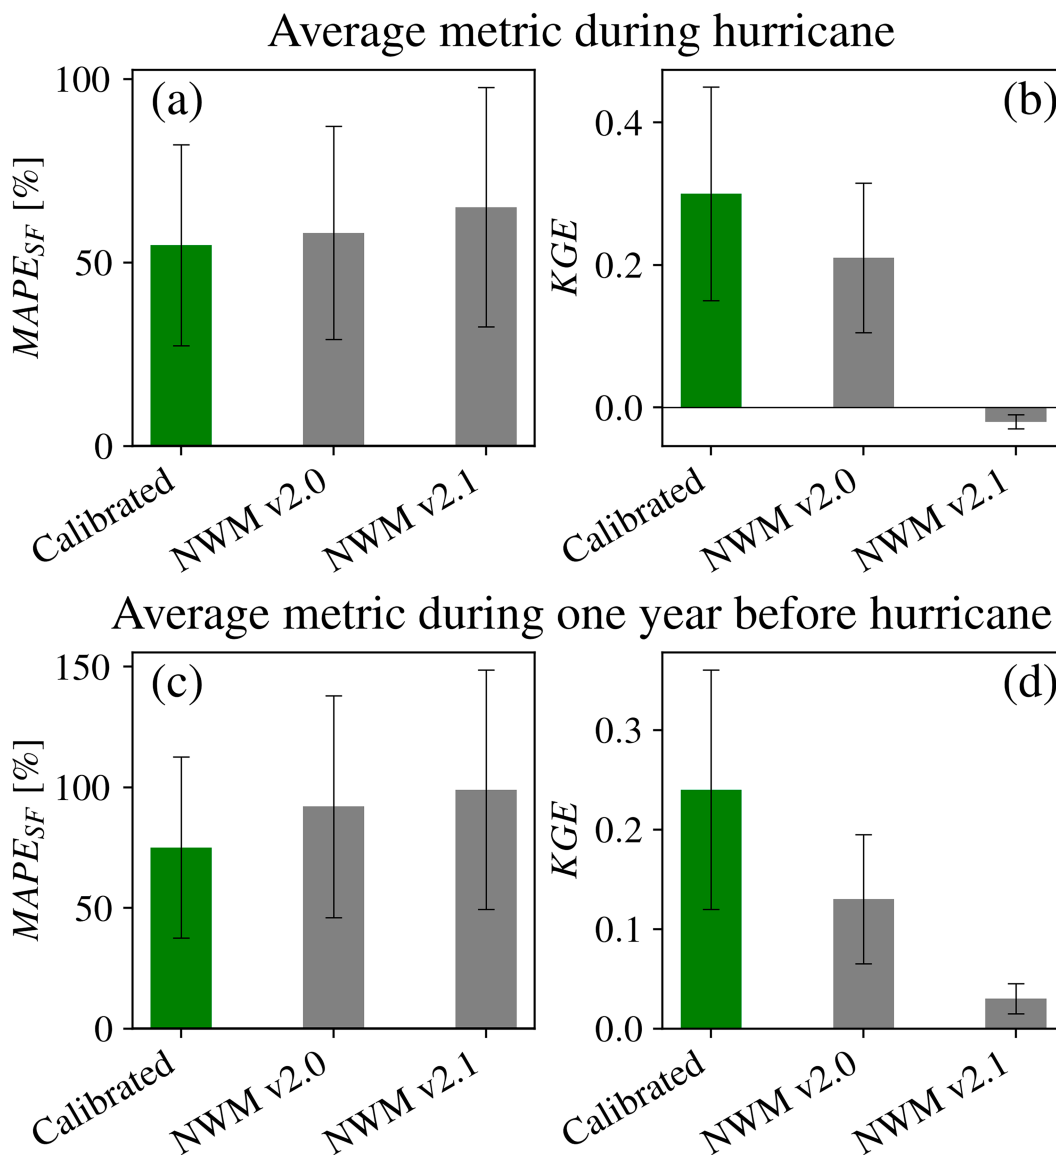 Average metric during hurricane
(a)
MAPE_SF [%]
100
50
0
Calibrated
NWM v2.0
NWM v2.1
(b)
KGE
0.4
0.2
0.0
Calibrated
NWM v2.0
NWM v2.1
Average metric during one year before hurricane
(c)
MAPE_SF [%]
150
100
50
0
Calibrated
NWM v2.0
NWM v2.1
(d)
KGE
0.3
0.2
0.1
0.0
Calibrated
NWM v2.0
NWM v2.1